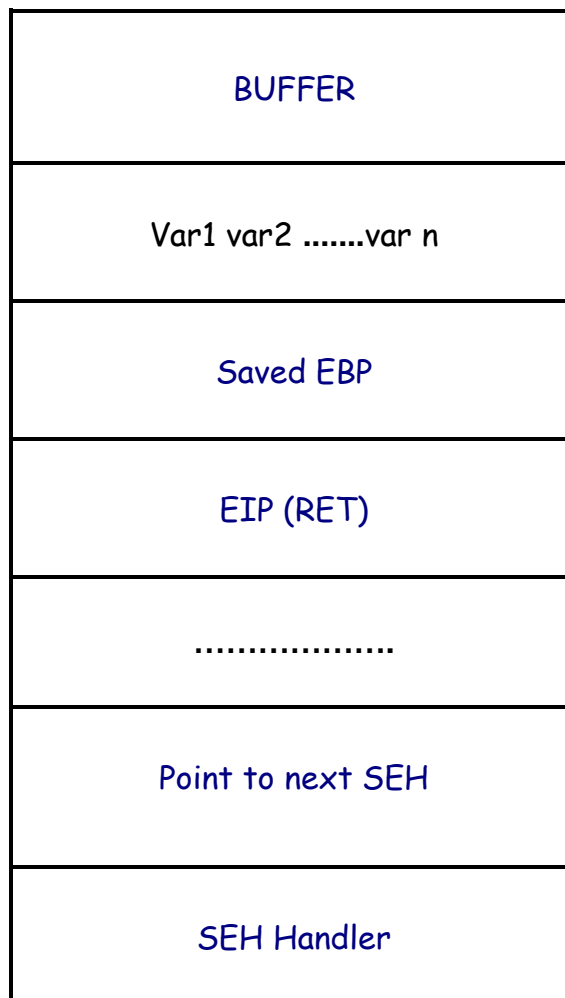 BUFFER
Var1 var2 .......var n
Saved EBP
EIP (RET)
...................
Point to next SEH
SEH Handler